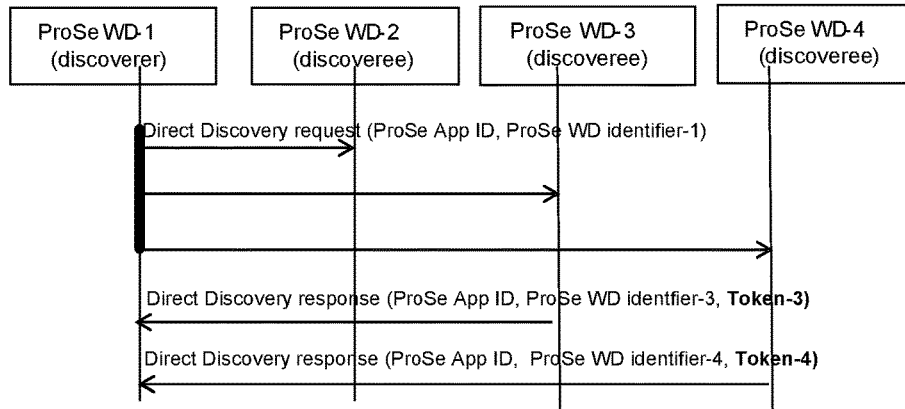 ProSe WD-1
(discoverer)
ProSe WD-2
(discoveree)
ProSe WD-3
(discoveree)
ProSe WD-4
(discoveree)
Direct Discovery request (ProSe App ID, ProSe WD identifier-1)
Direct Discovery response (ProSe App ID, ProSe WD identfier-3, Token-3)
Direct Discovery response (ProSe App ID, ProSe WD identifier-4, Token-4)